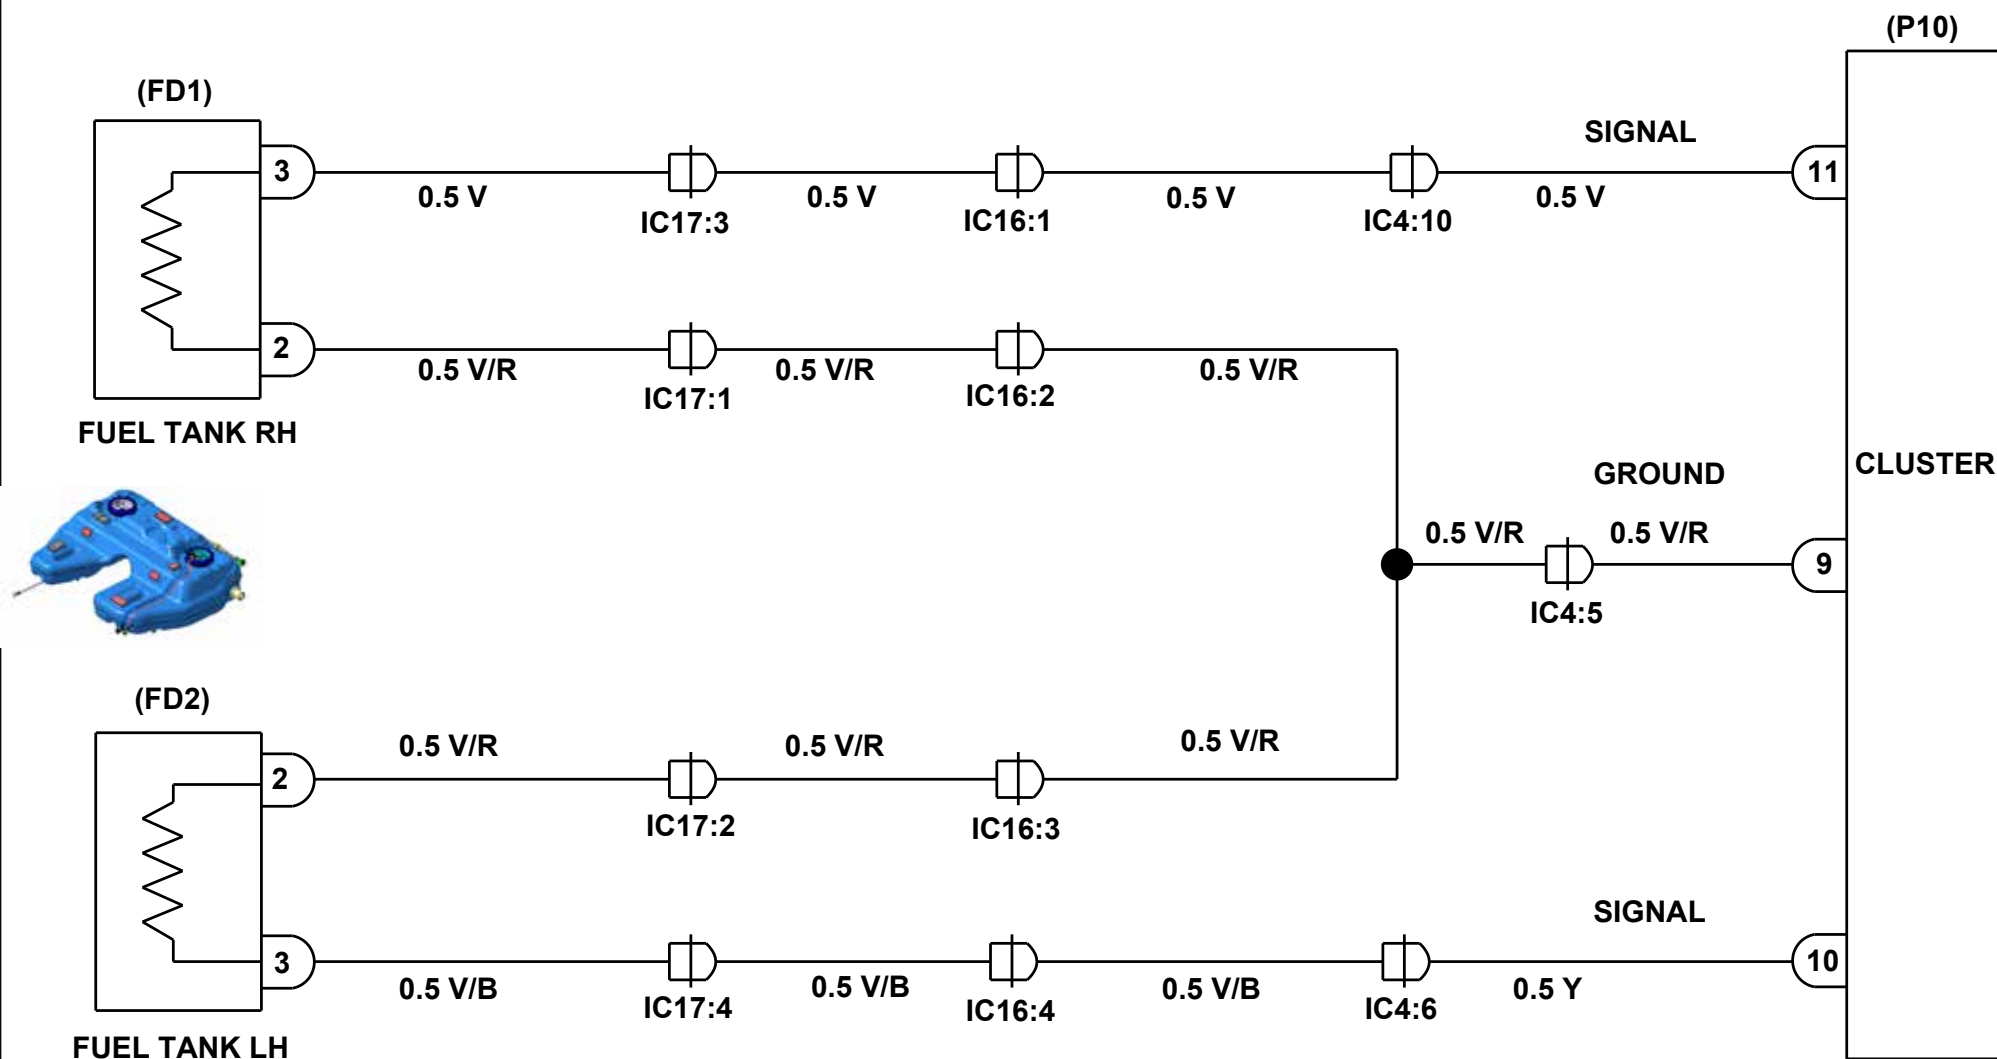 (P10)
(FD1)
SIGNAL
3
11
0.5 V
0.5 V
0.5 V
0.5 V
IC17:3
IC16:1
IC4:10
2
0.5 V/R
0.5 V/R
0.5 V/R
IC17:1
IC16:2
FUEL TANK RH
GROUND
CLUSTER
0.5 V/R
0.5 V/R
9
IC4:5
(FD2)
0.5 V/R
0.5 V/R
0.5 V/R
2
IC17:2
IC16:3
SIGNAL
3
10
0.5 V/B
0.5 V/B
0.5 V/B
0.5 Y
IC17:4
IC16:4
IC4:6
FUEL TANK LH